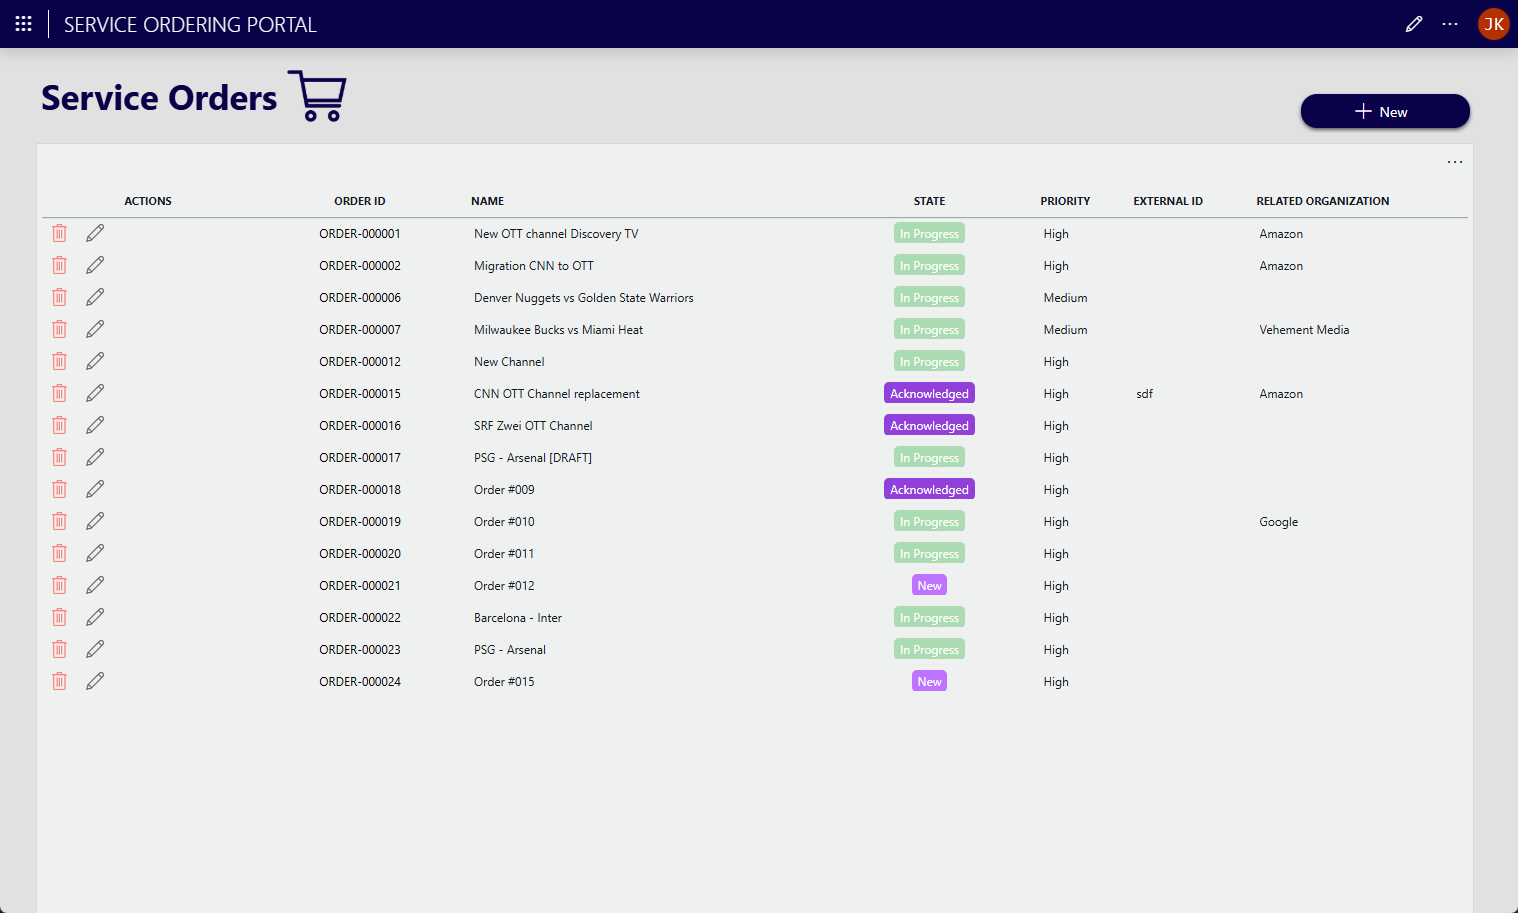 SERVICE ORDERING PORTAL
JK
Service Orders
New
ACTIONS ORDER ID NAME STATE PRIORITY EXTERNAL ID RELATED ORGANIZATION
ORDER-000001 New OTT channel Discovery TV In Progress High Amazon
ORDER-000002 Migration CNN to OTT In Progress High Amazon
ORDER-000006 Denver Nuggets vs Golden State Warriors In Progress Medium
ORDER-000007 Milwaukee Bucks vs Miami Heat In Progress Medium Vehement Media
ORDER-000012 New Channel In Progress High
ORDER-000015 CNN OTT Channel replacement Acknowledged High sdf Amazon
ORDER-000016 SRF Zwei OTT Channel Acknowledged High
ORDER-000017 PSG - Arsenal [DRAFT] In Progress High
ORDER-000018 Order #009 Acknowledged High
ORDER-000019 Order #010 In Progress High Google
ORDER-000020 Order #011 In Progress High
ORDER-000021 Order #012 New High
ORDER-000022 Barcelona - Inter In Progress High
ORDER-000023 PSG - Arsenal In Progress High
ORDER-000024 Order #015 New High